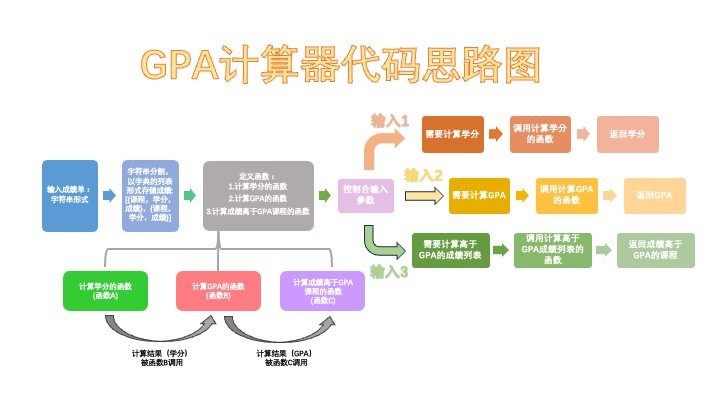 GPA计算器代码思路图
输入成绩单：
字符串形式
字符串分割，
以字典的列表
形式存储成绩:
[{课程，学分，
成绩}，{课程，
学分，成绩}]
定义函数：
1.计算学分的函数
2.计算GPA的函数
3.计算成绩高于GPA课程的函数
控制台输入
参数
输入1
需要计算学分
调用计算学分
的函数
返回学分
输入2
需要计算GPA
调用计算GPA
的函数
返回GPA
输入3
需要计算高于
GPA的成绩列表
调用计算高于
GPA成绩列表的
函数
返回成绩高于
GPA的课程
计算学分的函数
(函数A)
计算GPA的函数
(函数B)
计算成绩高于GPA
课程的函数
(函数C)
计算结果（学分）
被函数B调用
计算结果（GPA）
被函数C调用